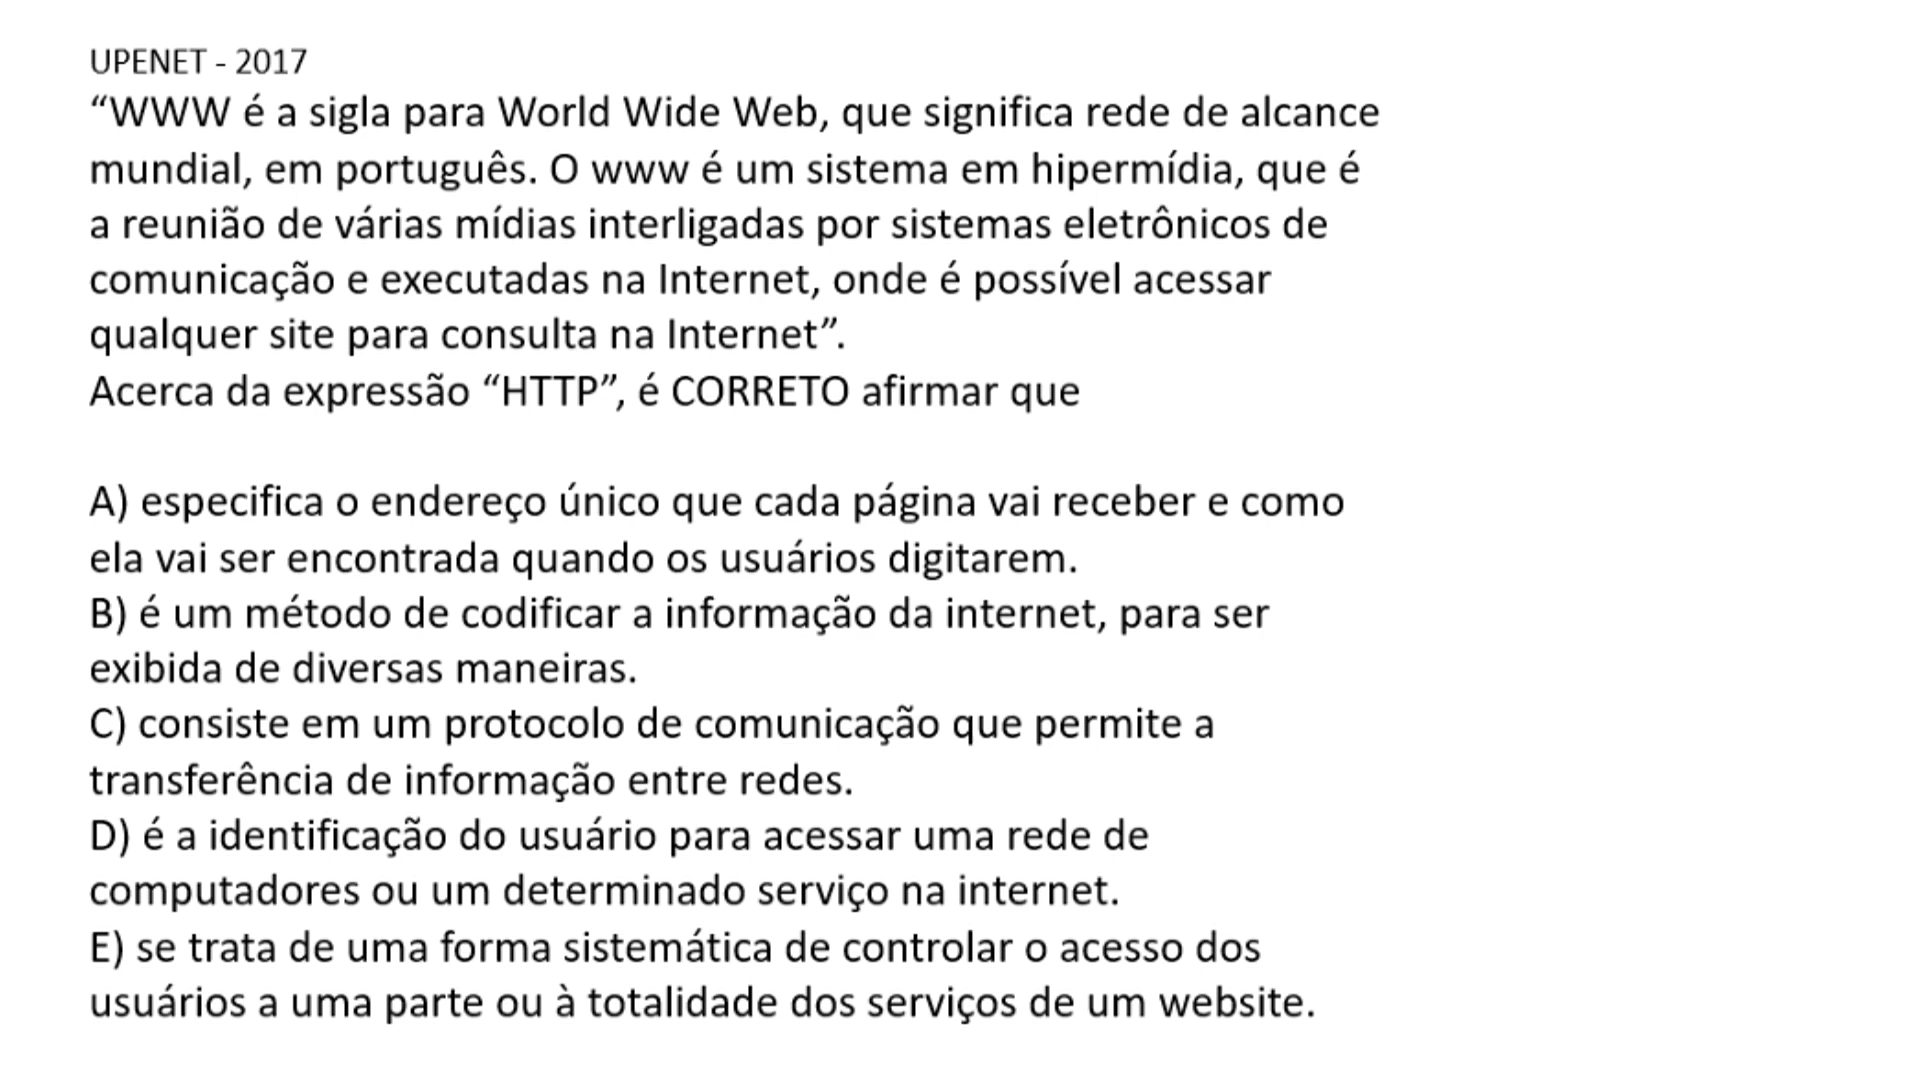 UPENET - 2017
“WWW é a sigla para World Wide Web, que significa rede de alcance
mundial, em português. O www é um sistema em hipermídia, que é
a reunião de várias mídias interligadas por sistemas eletrônicos de
comunicação e executadas na Internet, onde é possível acessar
qualquer site para consulta na Internet”.
Acerca da expressão “HTTP”, é CORRETO afirmar que
A) especifica o endereço único que cada página vai receber e como
ela vai ser encontrada quando os usuários digitarem.
B) é um método de codificar a informação da internet, para ser
exibida de diversas maneiras.
C) consiste em um protocolo de comunicação que permite a
transferência de informação entre redes.
D) é a identificação do usuário para acessar uma rede de
computadores ou um determinado serviço na internet.
E) se trata de uma forma sistemática de controlar o acesso dos
usuários a uma parte ou à totalidade dos serviços de um website.